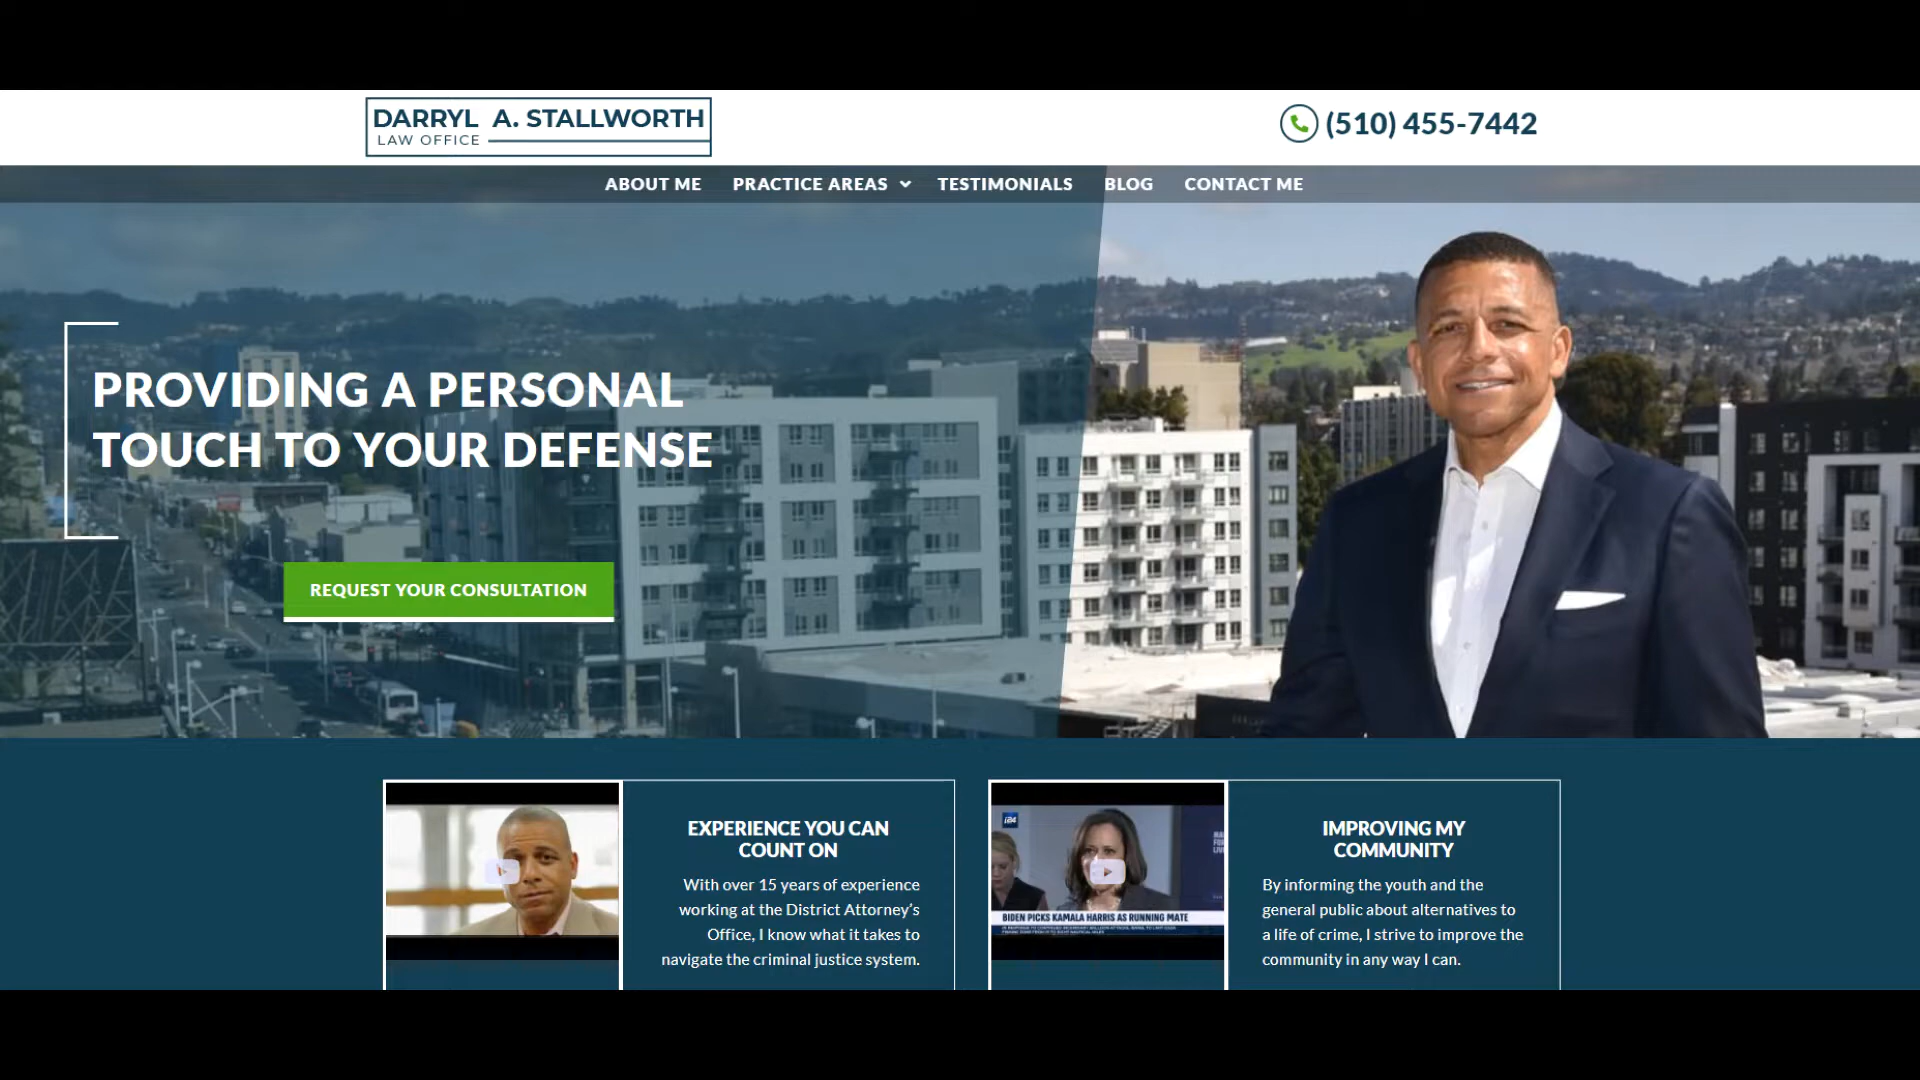 DARRYL A. STALLWORTH
LAW OFFICE
(510) 455-7442
ABOUT ME PRACTICE AREAS TESTIMONIALS BLOG CONTACT ME
PROVIDING A PERSONAL
TOUCH TO YOUR DEFENSE
REQUEST YOUR CONSULTATION
EXPERIENCE YOU CAN
COUNT ON
With over 15 years of experience
working at the District Attorney’s
Office, I know what it takes to
navigate the criminal justice system.
i24
BIDEN PICKS KAMALA HARRIS AS RUNNING MATE
IMPROVING MY
COMMUNITY
By informing the youth and the
general public about alternatives to
a life of crime, I strive to improve the
community in any way I can.